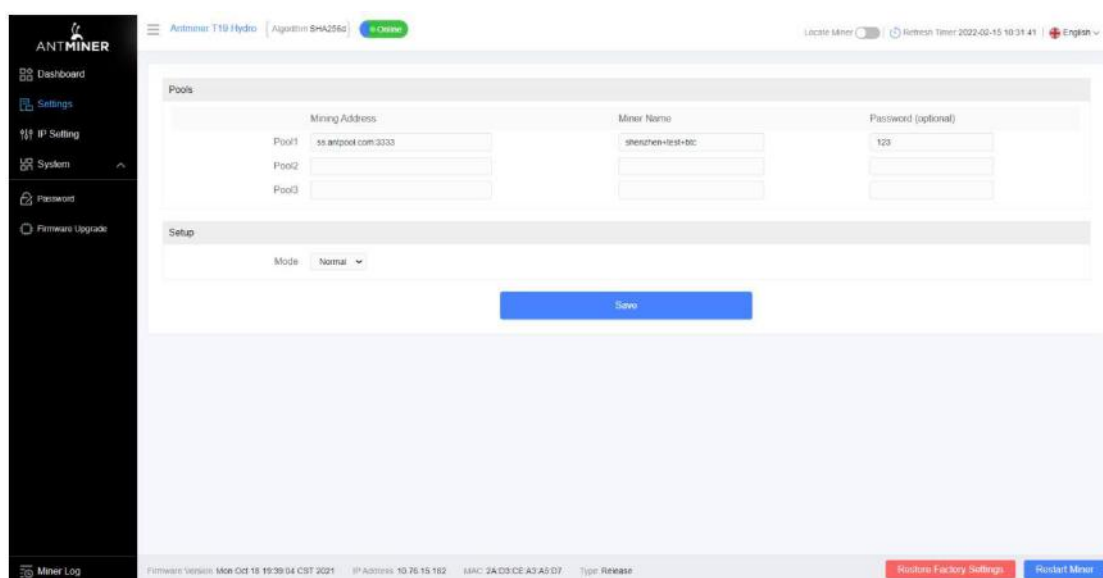 ANTMINER
Dashboard
Settings
IP Setting
System
Password
Firmware Upgrade
Miner Log
Antminer T19 Hydro Algorithm SHA256d Online
Locate Miner Refresh Timer 2022-02-15 10:31:41 English
Pools
Mining Address Miner Name Password (optional)
Pool1 ss.antpool.com:3333 shenzhen+test+btc 123
Pool2
Pool3
Setup
Mode Normal
Save
Firmware Version Mon Oct 18 19:39:04 CST 2021 IP Address 10.76.15.162 MAC 2A:D3:CE:A3:A5:D7 Type Release
Restore Factory Settings Restart Miner